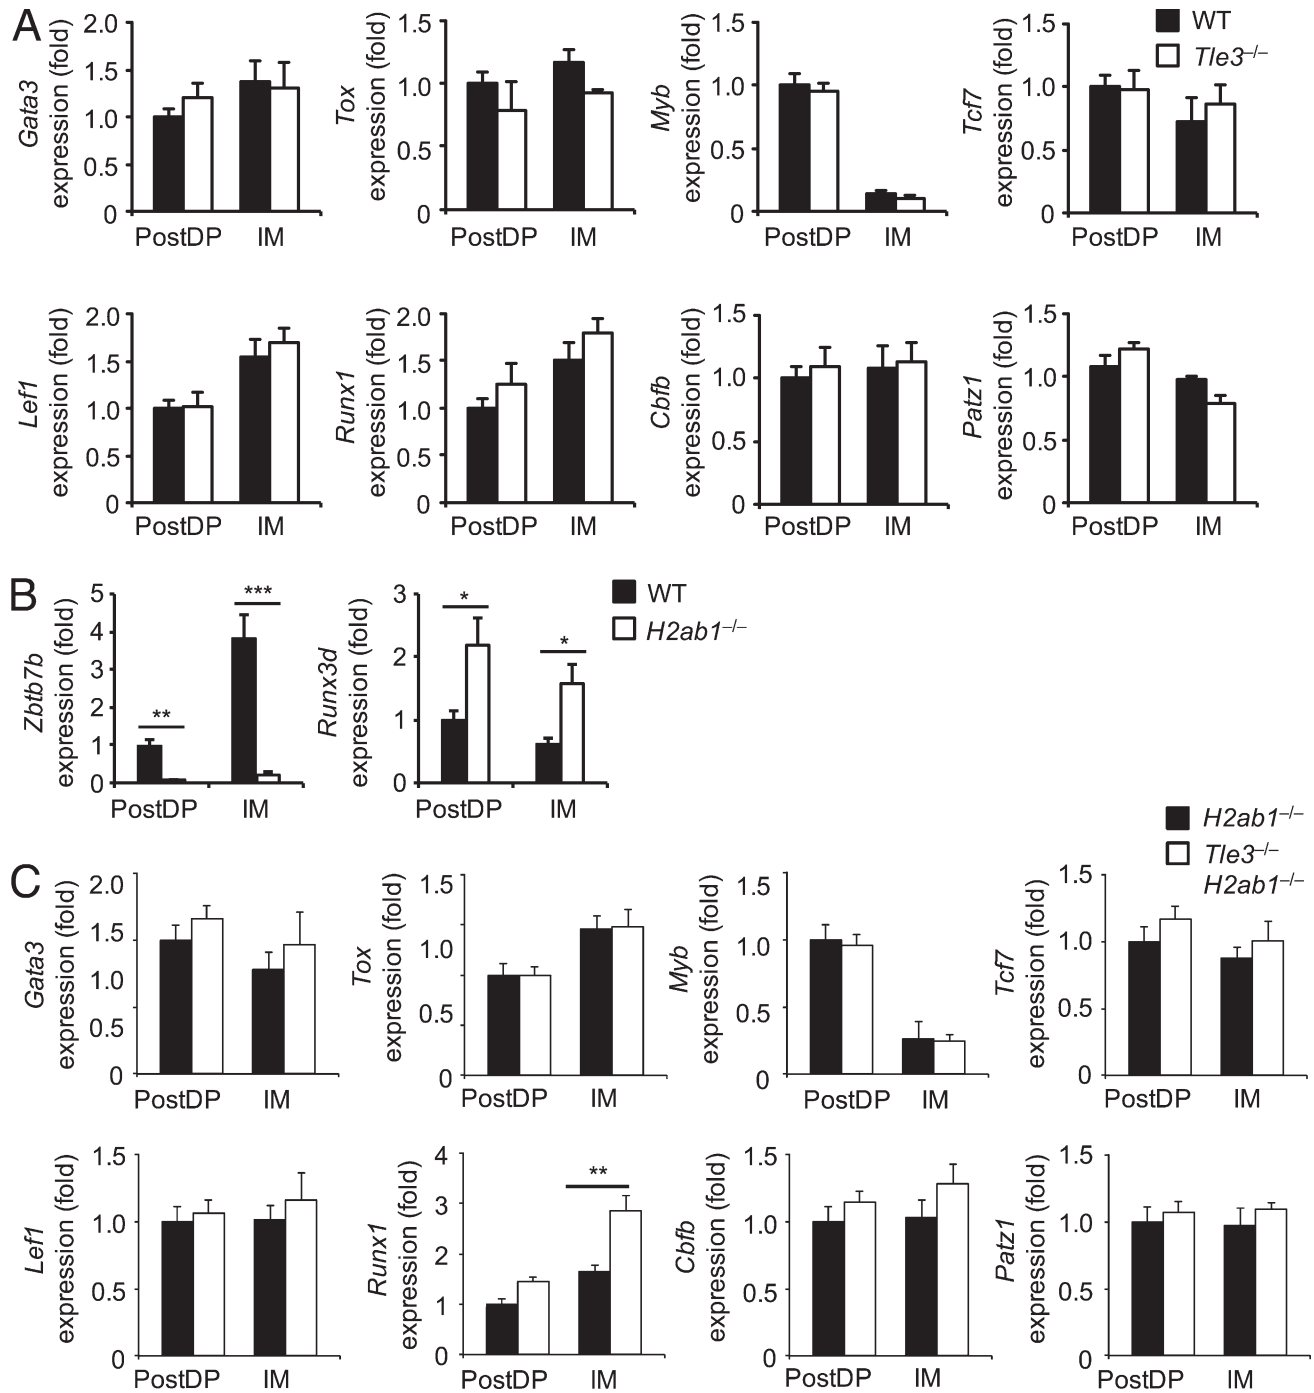 A
Gata3
expression (fold)
2.0
1.5
1.0
0.5
0
PostDP IM
Tox
expression (fold)
1.5
1.0
0.5
0
PostDP IM
Myb
expression (fold)
1.5
1.0
0.5
0
PostDP IM
Tcf7
expression (fold)
1.5
1.0
0.5
0
PostDP IM
WT
Tle3–/–
Lef1
expression (fold)
2.0
1.5
1.0
0.5
0
PostDP IM
Runx1
expression (fold)
2.0
1.5
1.0
0.5
0
PostDP IM
Cbfb
expression (fold)
1.5
1.0
0.5
0
PostDP IM
Patz1
expression (fold)
1.5
1.0
0.5
0
PostDP IM
B
Zbtb7b
expression (fold)
5
4
3
2
1
0
**
***
PostDP IM
Runx3d
expression (fold)
3
2
1
0
*
*
PostDP IM
WT
H2ab1–/–
C
H2ab1–/–
Tle3–/–
H2ab1–/–
Gata3
expression (fold)
2.0
1.5
1.0
0.5
0
PostDP IM
Tox
expression (fold)
1.5
1.0
0.5
0
PostDP IM
Myb
expression (fold)
1.5
1.0
0.5
0
PostDP IM
Tcf7
expression (fold)
1.5
1.0
0.5
0
PostDP IM
Lef1
expression (fold)
1.5
1.0
0.5
0
PostDP IM
Runx1
expression (fold)
4
3
2
1
0
**
PostDP IM
Cbfb
expression (fold)
1.5
1.0
0.5
0
PostDP IM
Patz1
expression (fold)
1.5
1.0
0.5
0
PostDP IM